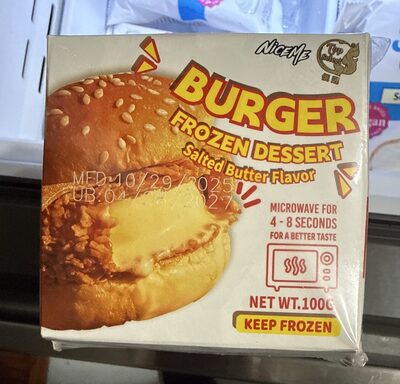 NICEME
BURGER
FROZEN DESSERT
Salted Butter Flavor
MFD:10/29/2025
2027
MICROWAVE FOR
4 - 8 SECONDS
FOR A BETTER TASTE
NET WT.100G
KEEP FROZEN